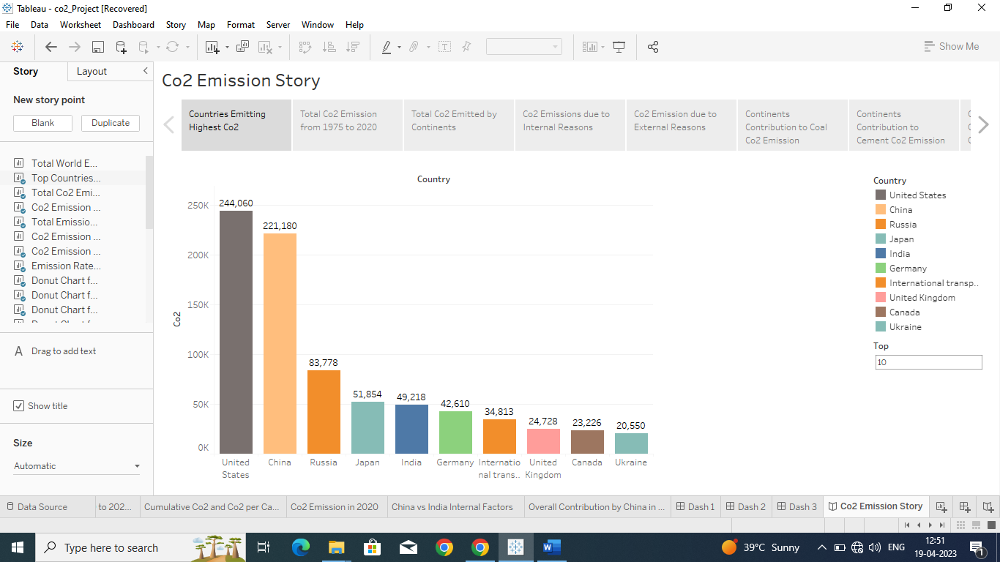 Tableau - co2_Project [Recovered]
File Data Worksheet Dashboard Story Map Format Server Window Help
Show Me
Story Layout
New story point
Blank Duplicate
Total World E...
Top Countries...
Total Co2 Emi...
Co2 Emission ...
Total Emissio...
Co2 Emission ...
Co2 Emission ...
Emission Rate...
Donut Chart f...
Donut Chart f...
Donut Chart f...
A Drag to add text
Show title
Size
Automatic
Co2 Emission Story
Countries Emitting
Highest Co2
Total Co2 Emission
from 1975 to 2020
Total Co2 Emitted by
Continents
Co2 Emissions due to
Internal Reasons
Co2 Emission due to
External Reasons
Continents
Contribution to Coal
Co2 Emission
Continents
Contribution to
Cement Co2 Emission
Country
Co2
250K
200K
150K
100K
50K
0K
244,060
221,180
83,778
51,854
49,218
42,610
34,813
24,728
23,226
20,550
United
States
China
Russia
Japan
India
Germany
Internatio
nal trans..
United
Kingdom
Canada
Ukraine
Country
United States
China
Russia
Japan
India
Germany
International transp..
United Kingdom
Canada
Ukraine
Top
10
Data Source to 202... Cumulative Co2 and Co2 per Ca... Co2 Emission in 2020 China vs India Internal Factors Overall Contribution by China in ... Dash 1 Dash 2 Dash 3 Co2 Emission Story
Type here to search
39°C Sunny
ENG
12:51
19-04-2023
1